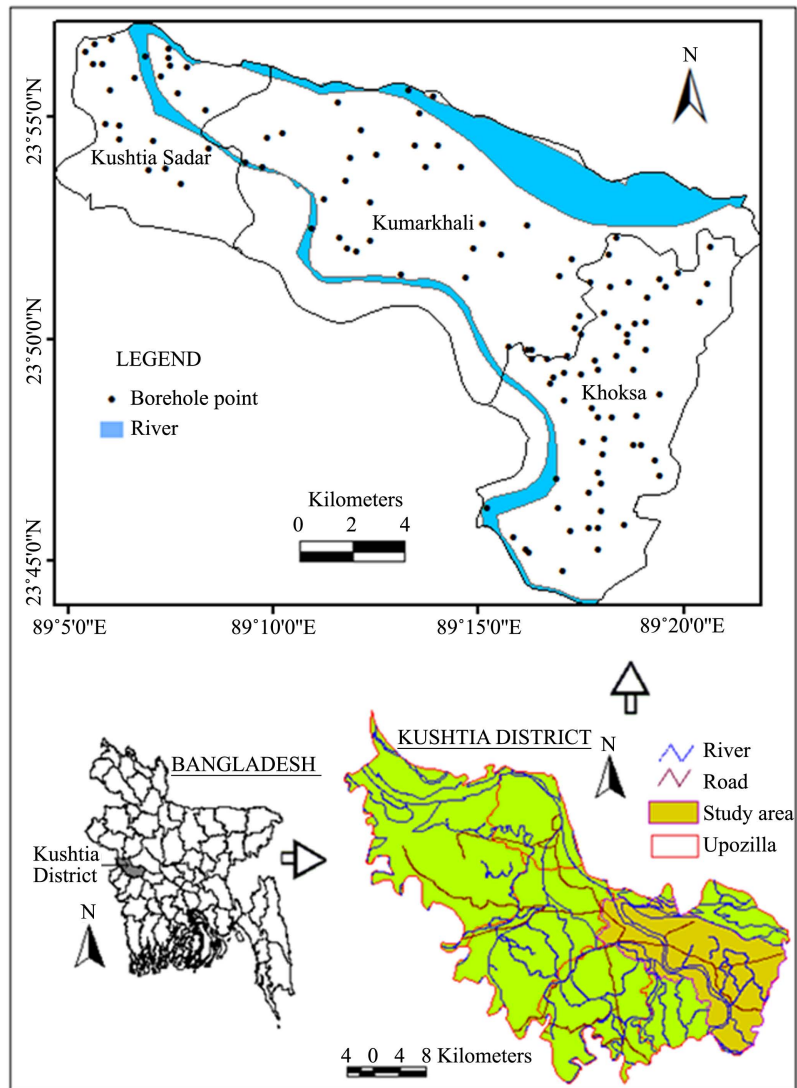 N
23°55'0"N
Kushtia Sadar
Kumarkhali
23°50'0"N
LEGEND
Borehole point
River
Khoksa
Kilometers
0 2 4
23°45'0"N
89°5'0"E 89°10'0"E 89°15'0"E 89°20'0"E
BANGLADESH
Kushtia
District
N
KUSHTIA DISTRICT
N
River
Road
Study area
Upozilla
4 0 4 8 Kilometers